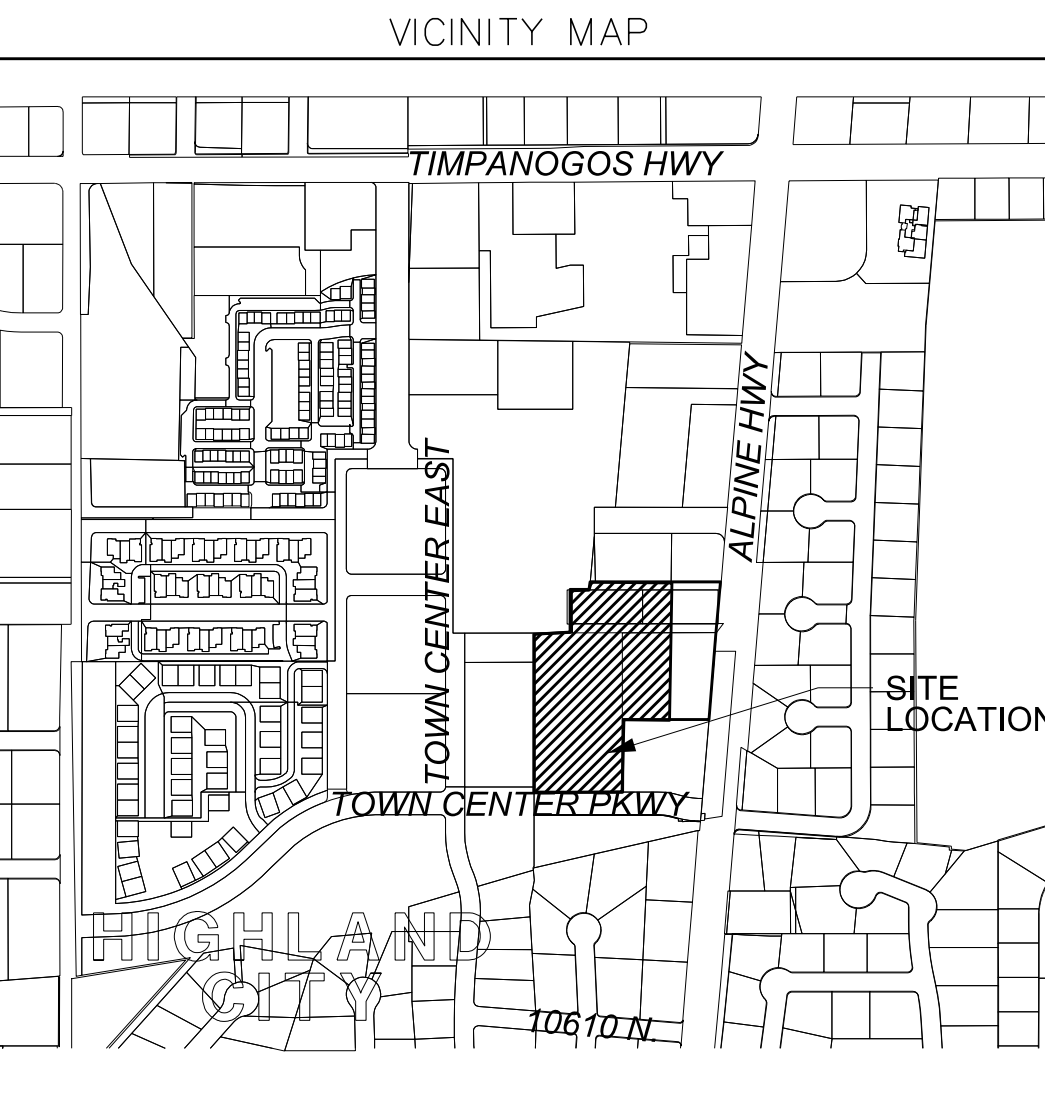 VICINITY MAP
TIMPANOGOS HWY
ALPINE HWY
TOWN CENTER EAST
SITE
LOCATION
TOWN CENTER PKWY
HIGHLAND
CITY
10610 N.